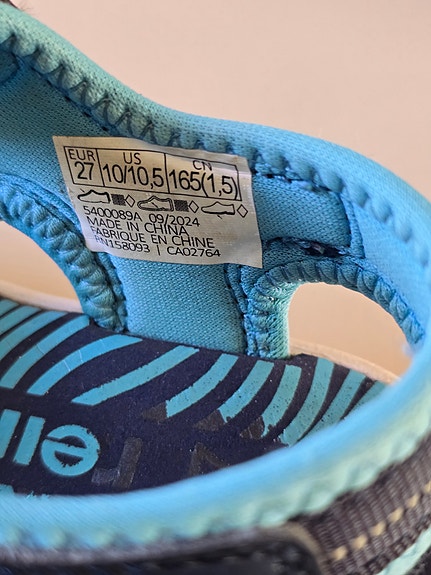 EUR US CN
27 10/10,5 165(1,5)
5400089A 09/2024
MADE IN CHINA
FABRIQUE EN CHINE
RN158093 | CA02764